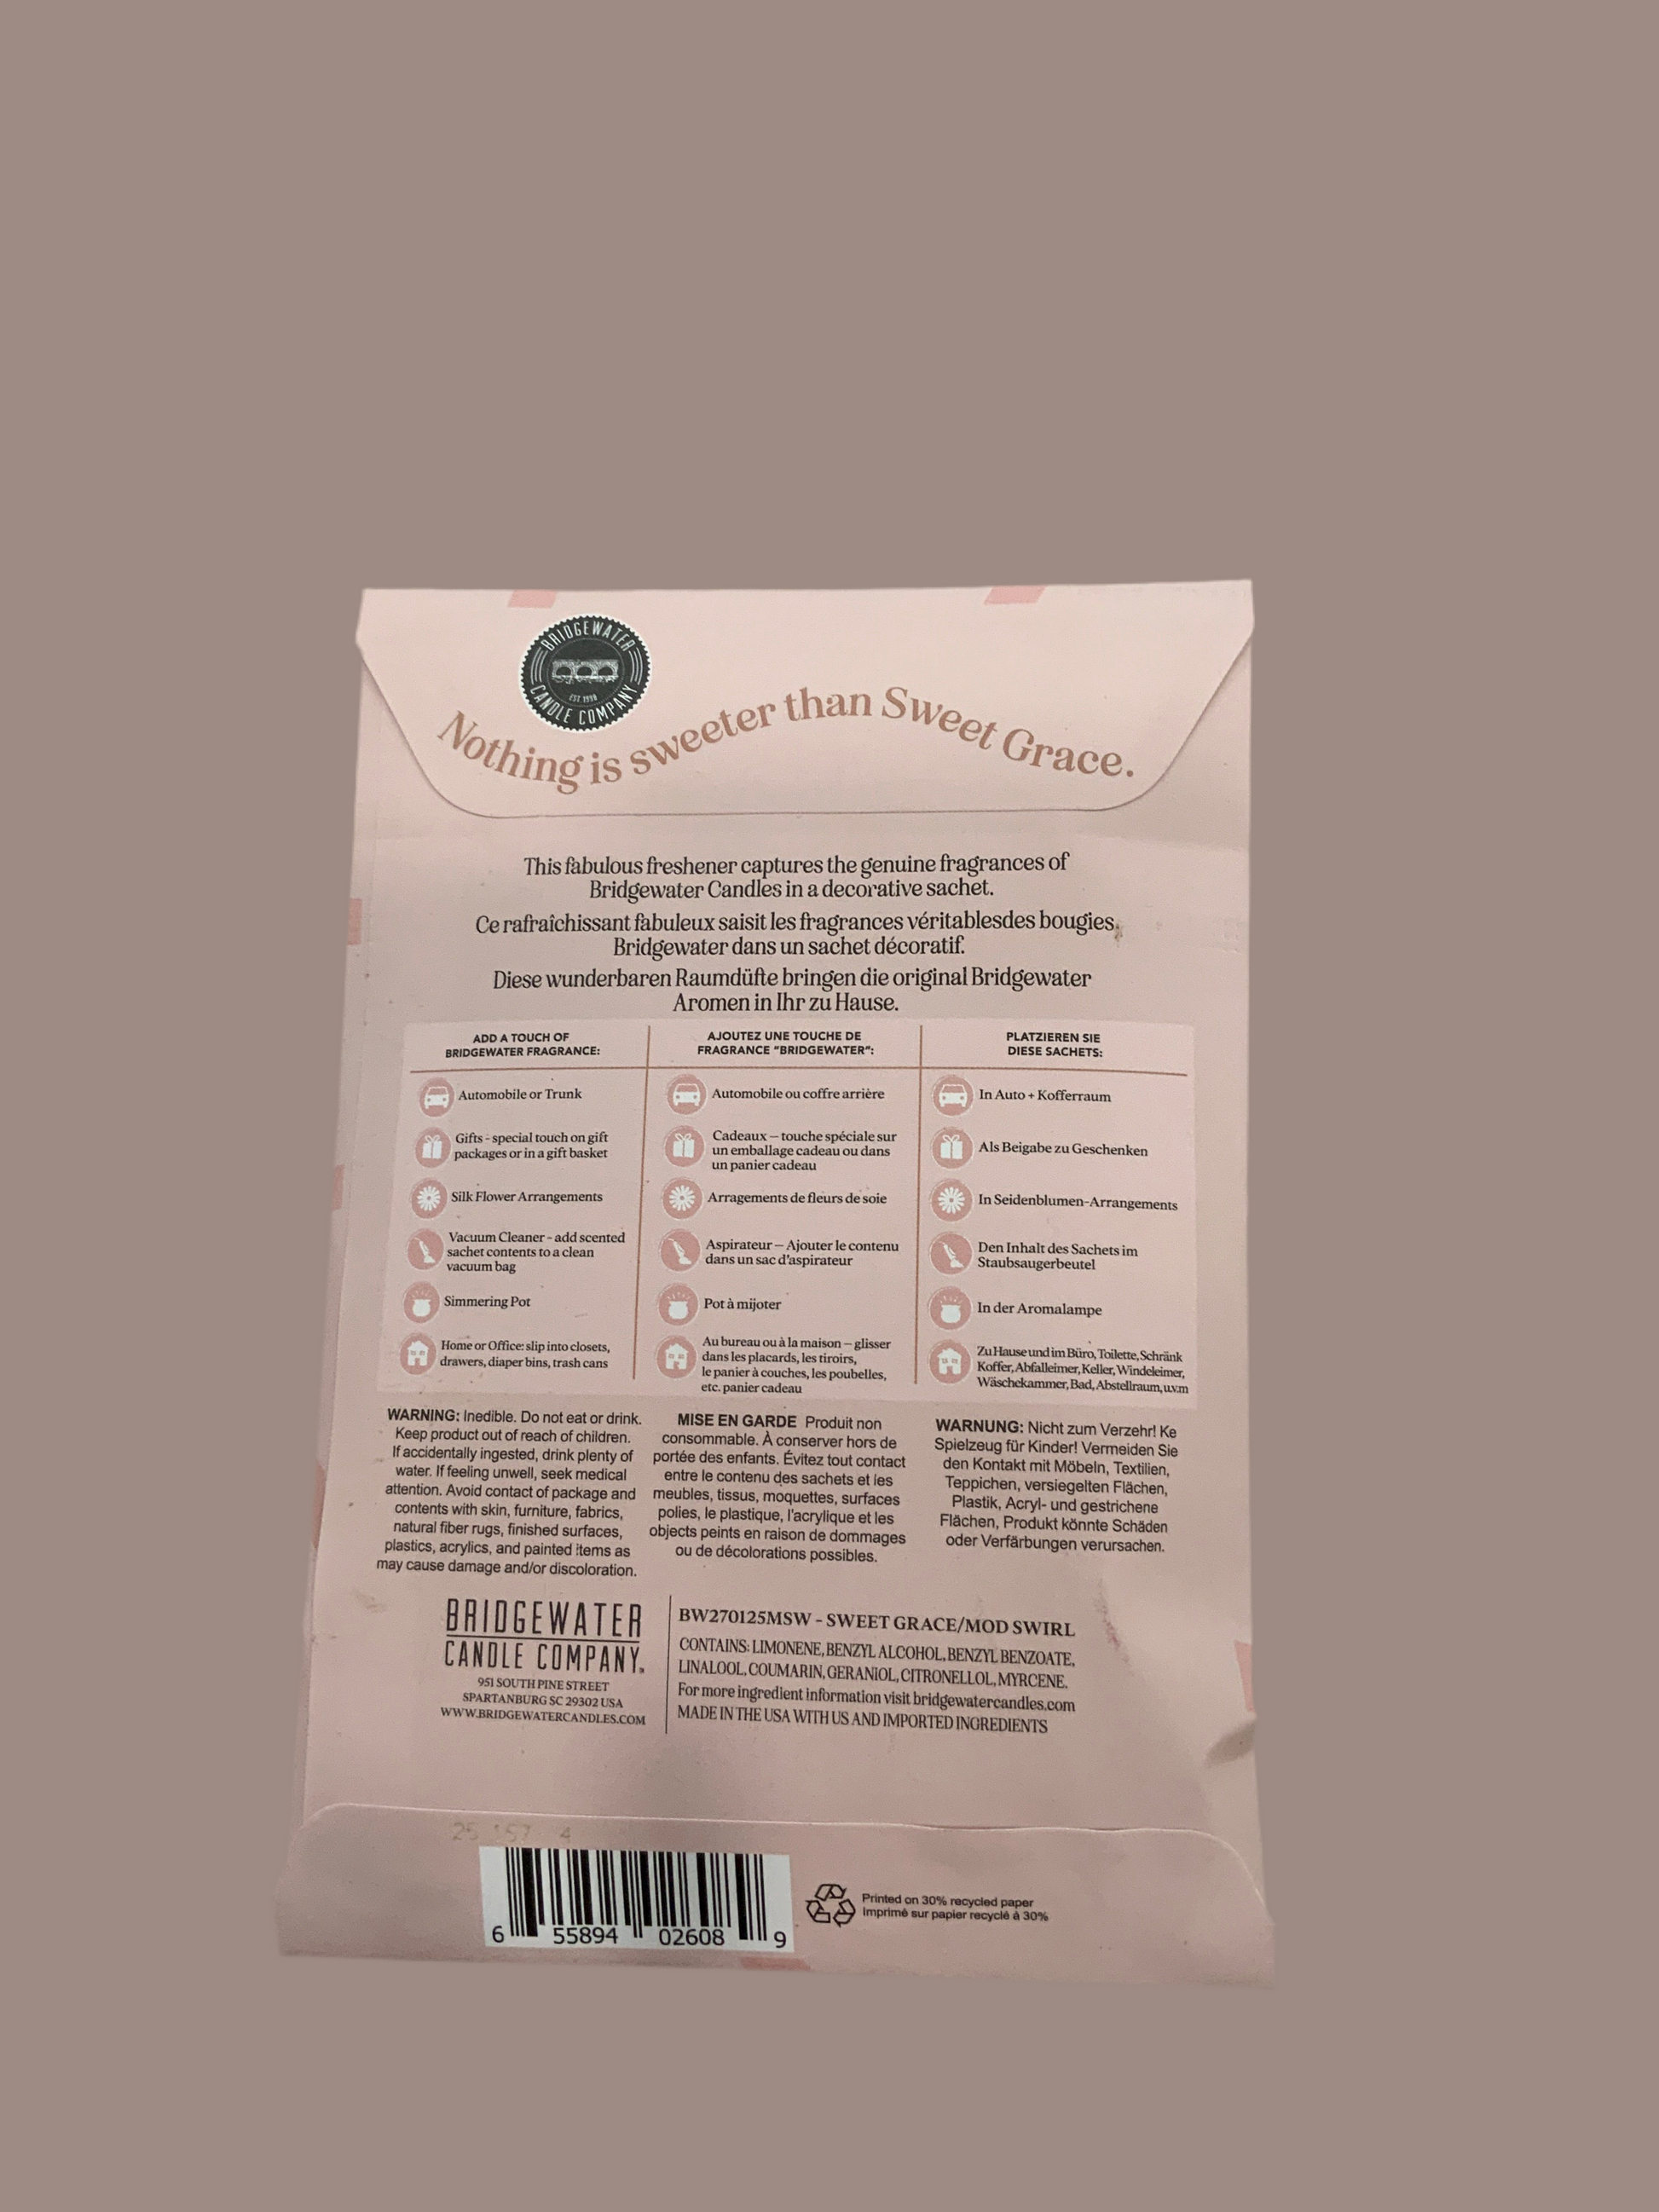 BRIDGEWATER
EST 1998
CANDLE COMPANY
Nothing is sweeter than Sweet Grace.
This fabulous freshener captures the genuine fragrances of
Bridgewater Candles in a decorative sachet.
Ce rafraîchissant fabuleux saisit les fragrances véritablesdes bougies
Bridgewater dans un sachet décoratif.
Diese wunderbaren Raumdüfte bringen die original Bridgewater
Aromen in Ihr zu Hause.
ADD A TOUCH OF
BRIDGEWATER FRAGRANCE:
Automobile or Trunk
Gifts - special touch on gift
packages or in a gift basket
Silk Flower Arrangements
Vacuum Cleaner - add scented
sachet contents to a clean
vacuum bag
Simmering Pot
Home or Office: slip into closets,
drawers, diaper bins, trash cans
AJOUTEZ UNE TOUCHE DE
FRAGRANCE "BRIDGEWATER":
Automobile ou coffre arrière
Cadeaux – touche spéciale sur
un emballage cadeau ou dans
un panier cadeau
Arragements de fleurs de soie
Aspirateur – Ajouter le contenu
dans un sac d'aspirateur
Pot à mijoter
Au bureau ou à la maison – glisser
dans les placards, les tiroirs,
le panier à couches, les poubelles,
etc. panier cadeau
PLATZIEREN SIE
DIESE SACHETS:
In Auto + Kofferraum
Als Beigabe zu Geschenken
In Seidenblumen-Arrangements
Den Inhalt des Sachets im
Staubsaugerbeutel
In der Aromalampe
Zu Hause und im Büro, Toilette, Schränk
Koffer, Abfalleimer, Keller, Windeleimer,
Wäschekammer, Bad, Abstellraum, u.v.m
WARNING: Inedible. Do not eat or drink.
Keep product out of reach of children.
If accidentally ingested, drink plenty of
water. If feeling unwell, seek medical
attention. Avoid contact of package and
contents with skin, furniture, fabrics,
natural fiber rugs, finished surfaces,
plastics, acrylics, and painted items as
may cause damage and/or discoloration.
MISE EN GARDE Produit non
consommable. À conserver hors de
portée des enfants. Évitez tout contact
entre le contenu des sachets et les
meubles, tissus, moquettes, surfaces
polies, le plastique, l'acrylique et les
objects peints en raison de dommages
ou de décolorations possibles.
WARNUNG: Nicht zum Verzehr! Ke
Spielzeug für Kinder! Vermeiden Sie
den Kontakt mit Möbeln, Textilien,
Teppichen, versiegelten Flächen,
Plastik, Acryl- und gestrichene
Flächen, Produkt könnte Schäden
oder Verfärbungen verursachen.
BRIDGEWATER
CANDLE COMPANY
951 SOUTH PINE STREET
SPARTANBURG SC 29302 USA
WWW.BRIDGEWATERCANDLES.COM
BW270125MSW - SWEET GRACE/MOD SWIRL
CONTAINS: LIMONENE, BENZYL ALCOHOL, BENZYL BENZOATE,
LINALOOL, COUMARIN, GERANIOL, CITRONELLOL, MYRCENE.
For more ingredient information visit bridgewatercandles.com
MADE IN THE USA WITH US AND IMPORTED INGREDIENTS
25 157 4
6 55894 02608 9
Printed on 30% recycled paper
Imprimé sur papier recyclé à 30%